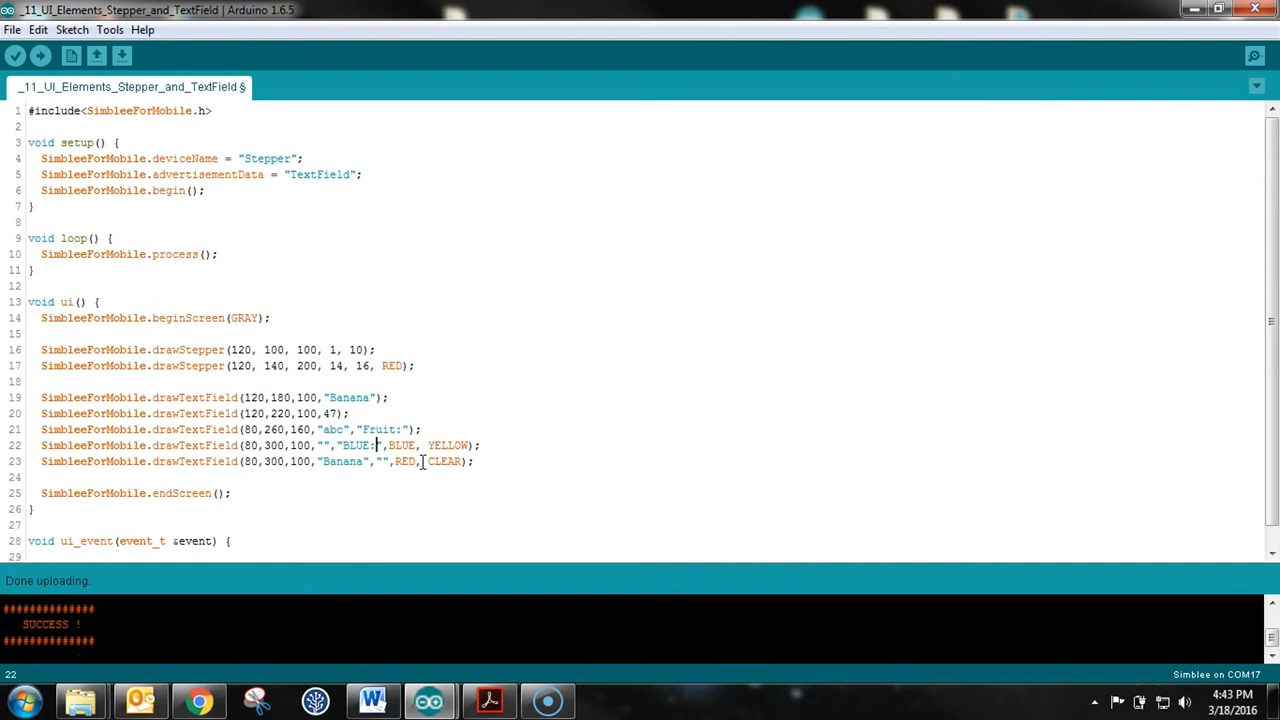 _11_UI_Elements_Stepper_and_TextField | Arduino 1.6.5
File Edit Sketch Tools Help
_11_UI_Elements_Stepper_and_TextField §
1 #include<SimbleeForMobile.h>
2
3 void setup() {
4 SimbleeForMobile.deviceName = "Stepper";
5 SimbleeForMobile.advertisementData = "TextField";
6 SimbleeForMobile.begin();
7 }
8
9 void loop() {
10 SimbleeForMobile.process();
11 }
12
13 void ui() {
14 SimbleeForMobile.beginScreen(GRAY);
15
16 SimbleeForMobile.drawStepper(120, 100, 100, 1, 10);
17 SimbleeForMobile.drawStepper(120, 140, 200, 14, 16, RED);
18
19 SimbleeForMobile.drawTextField(120,180,100,"Banana");
20 SimbleeForMobile.drawTextField(120,220,100,47);
21 SimbleeForMobile.drawTextField(80,260,160,"abc","Fruit:");
22 SimbleeForMobile.drawTextField(80,300,100,"","BLUE:",BLUE, YELLOW);
23 SimbleeForMobile.drawTextField(80,300,100,"Banana","",RED, CLEAR);
24
25 SimbleeForMobile.endScreen();
26 }
27
28 void ui_event(event_t &event) {
29
Done uploading.
##############
SUCCESS !
##############
22 Simblee on COM17
4:43 PM
3/18/2016